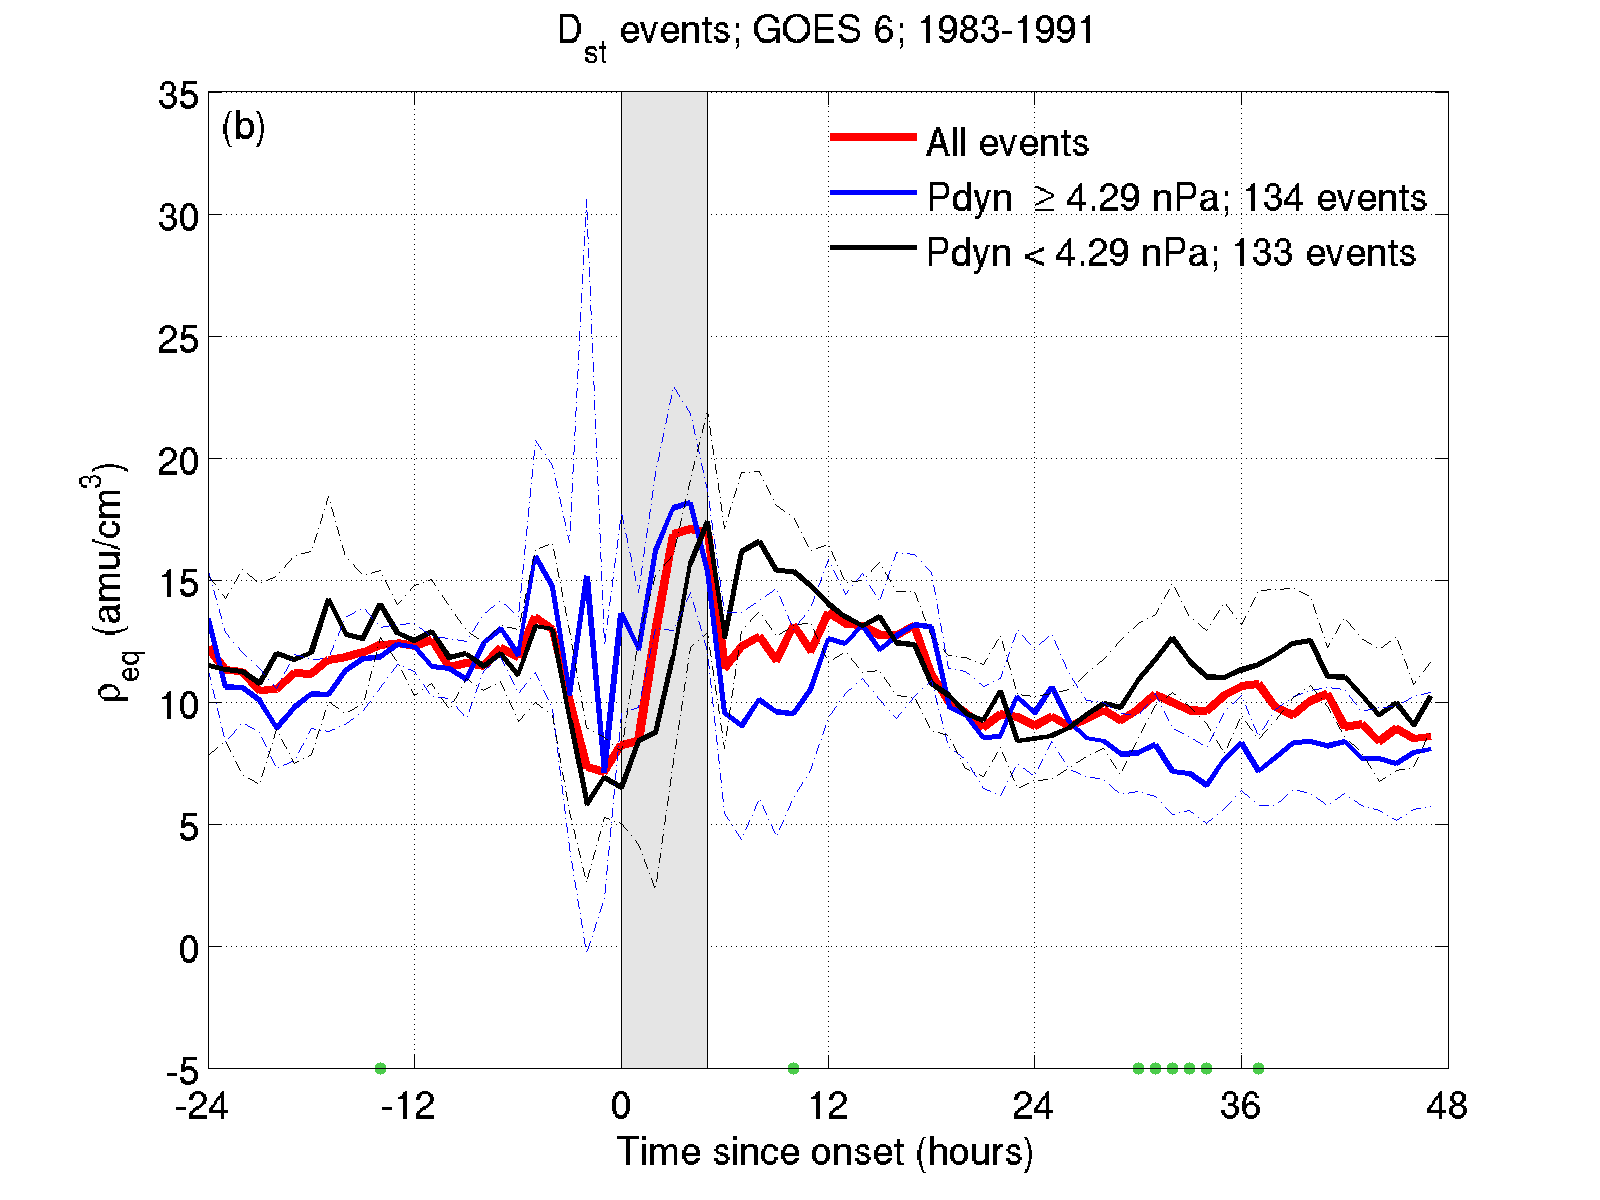 Dst events; GOES 6; 1983-1991
(b)
All events
Pdyn ≥ 4.29 nPa; 134 events
Pdyn < 4.29 nPa; 133 events
35
30
25
20
15
10
5
0
-5
ρeq (amu/cm³)
-24 -12 0 12 24 36 48
Time since onset (hours)